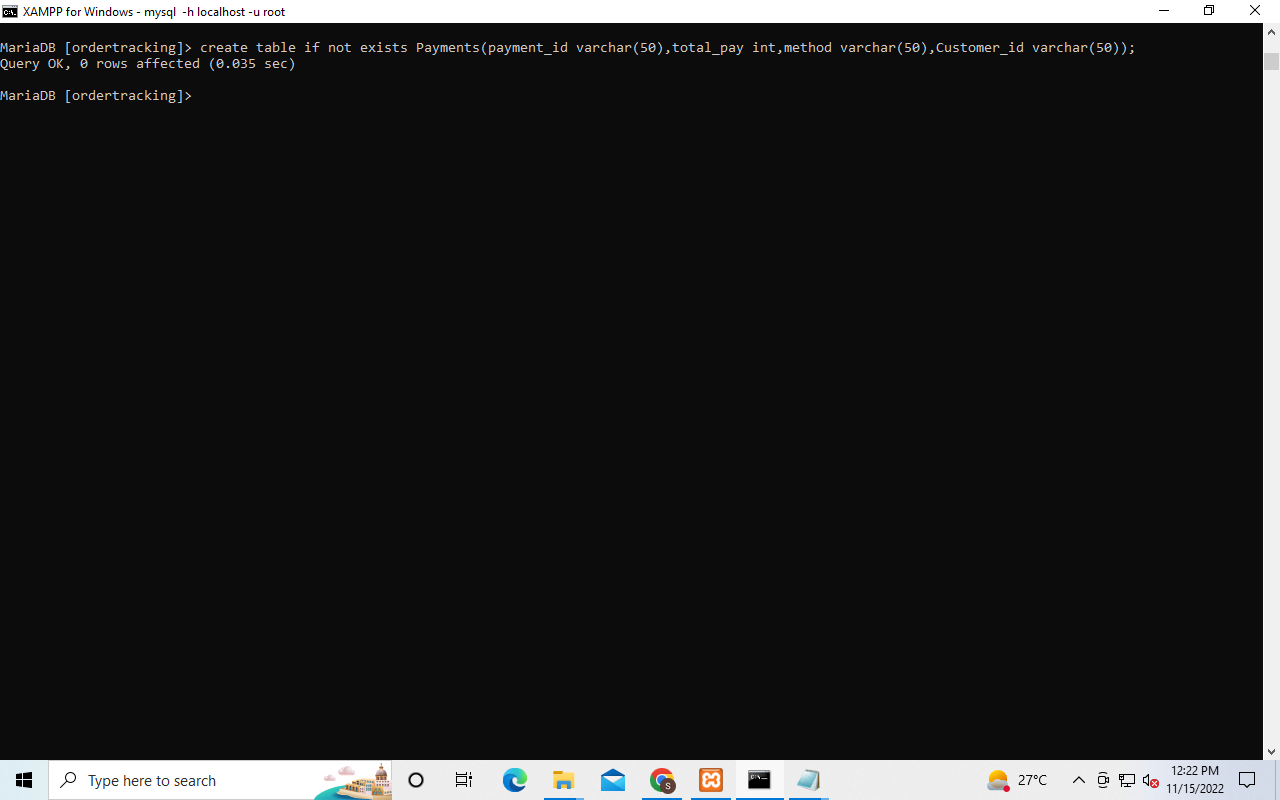 XAMPP for Windows - mysql  -h localhost -u root
MariaDB [ordertracking]> create table if not exists Payments(payment_id varchar(50),total_pay int,method varchar(50),Customer_id varchar(50));
Query OK, 0 rows affected (0.035 sec)
MariaDB [ordertracking]>
Type here to search
S
27°C
12:22 PM
11/15/2022